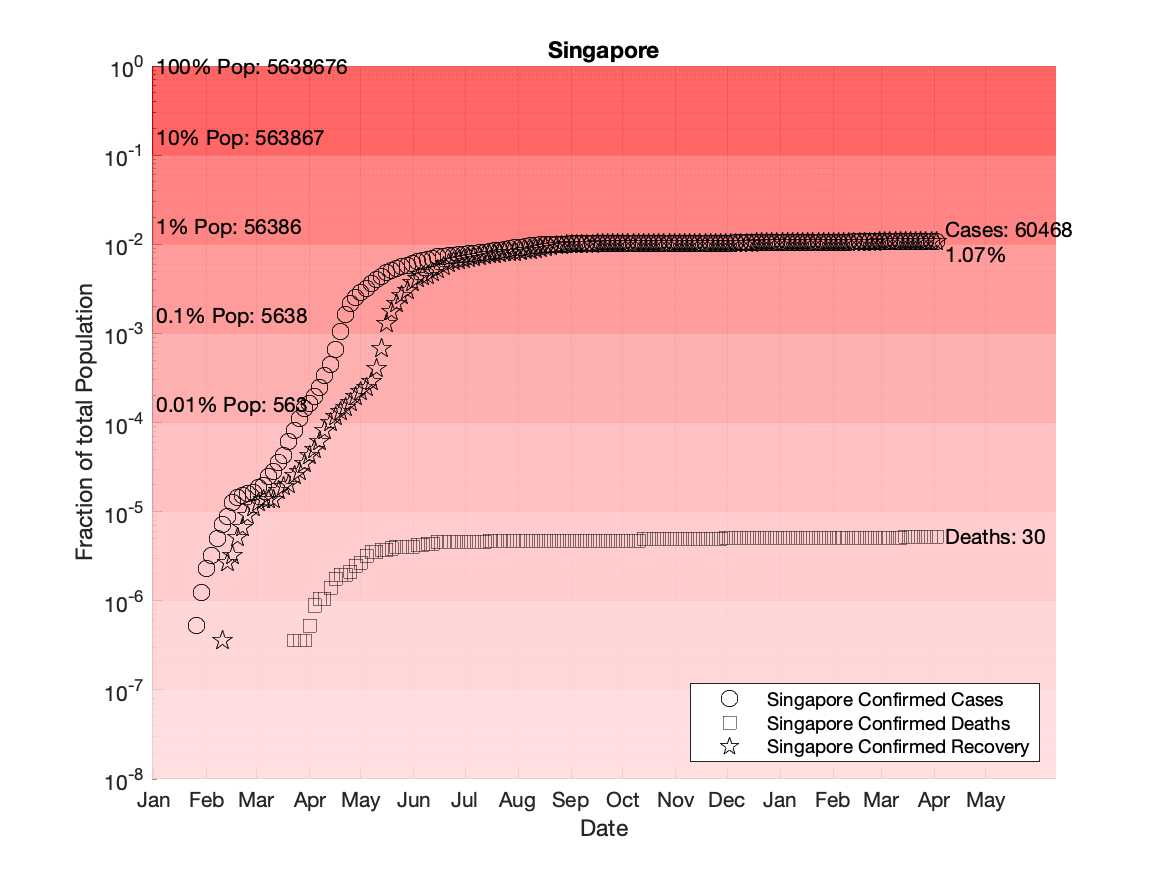 Singapore
10^0
100% Pop: 5638676
10% Pop: 563867
10^-1
1% Pop: 56386
Cases: 60468
10^-2
1.07%
0.1% Pop: 5638
10^-3
0.01% Pop: 563
10^-4
10^-5
Deaths: 30
10^-6
10^-7
10^-8
Fraction of total Population
Singapore Confirmed Cases
Singapore Confirmed Deaths
Singapore Confirmed Recovery
Jan Feb Mar Apr May Jun Jul Aug Sep Oct Nov Dec Jan Feb Mar Apr May
Date